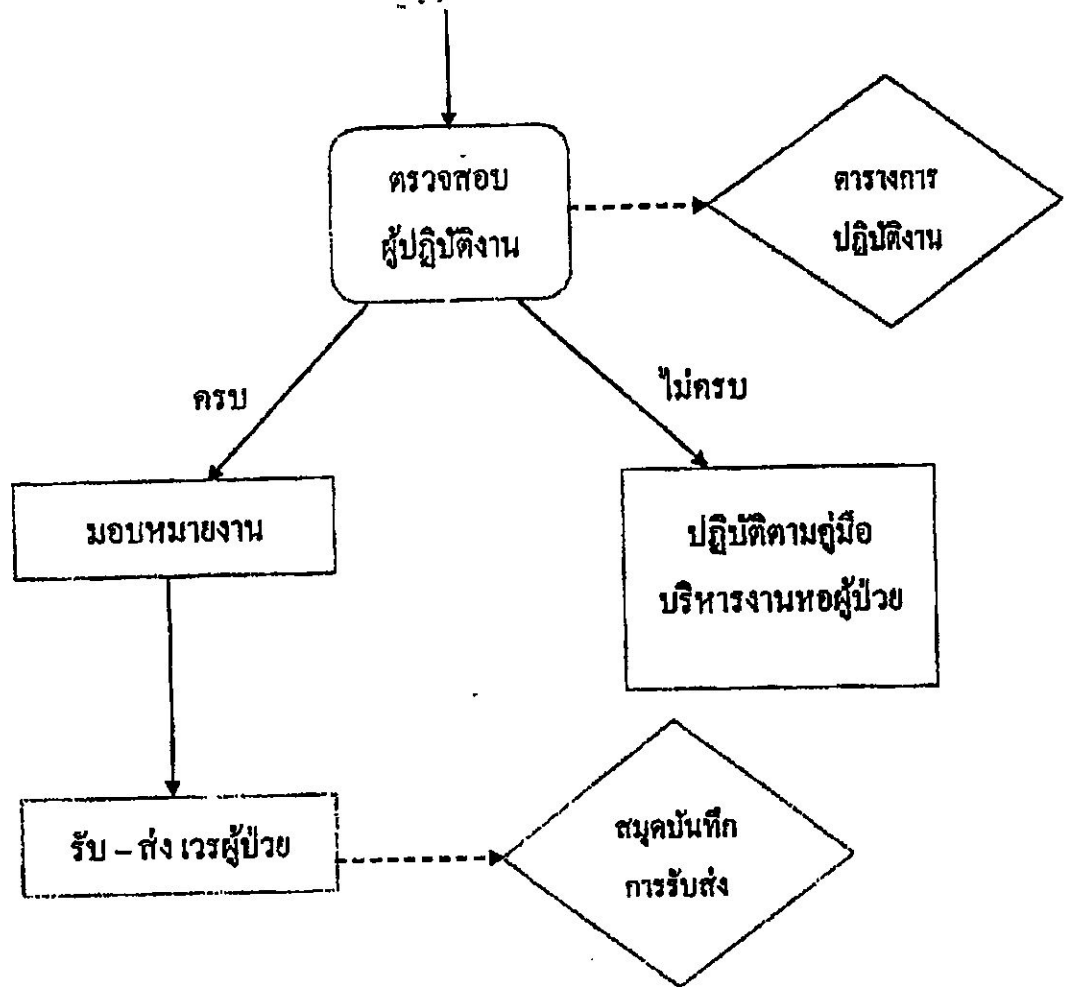 ตรวจสอบ
ผู้ปฏิบัติงาน
ตารางการ
ปฏิบัติงาน
ครบ
ไม่ครบ
มอบหมายงาน
ปฏิบัติตามคู่มือ
บริหารงานหอผู้ป่วย
รับ – ส่ง เวรผู้ป่วย
สมุดบันทึก
การรับส่ง